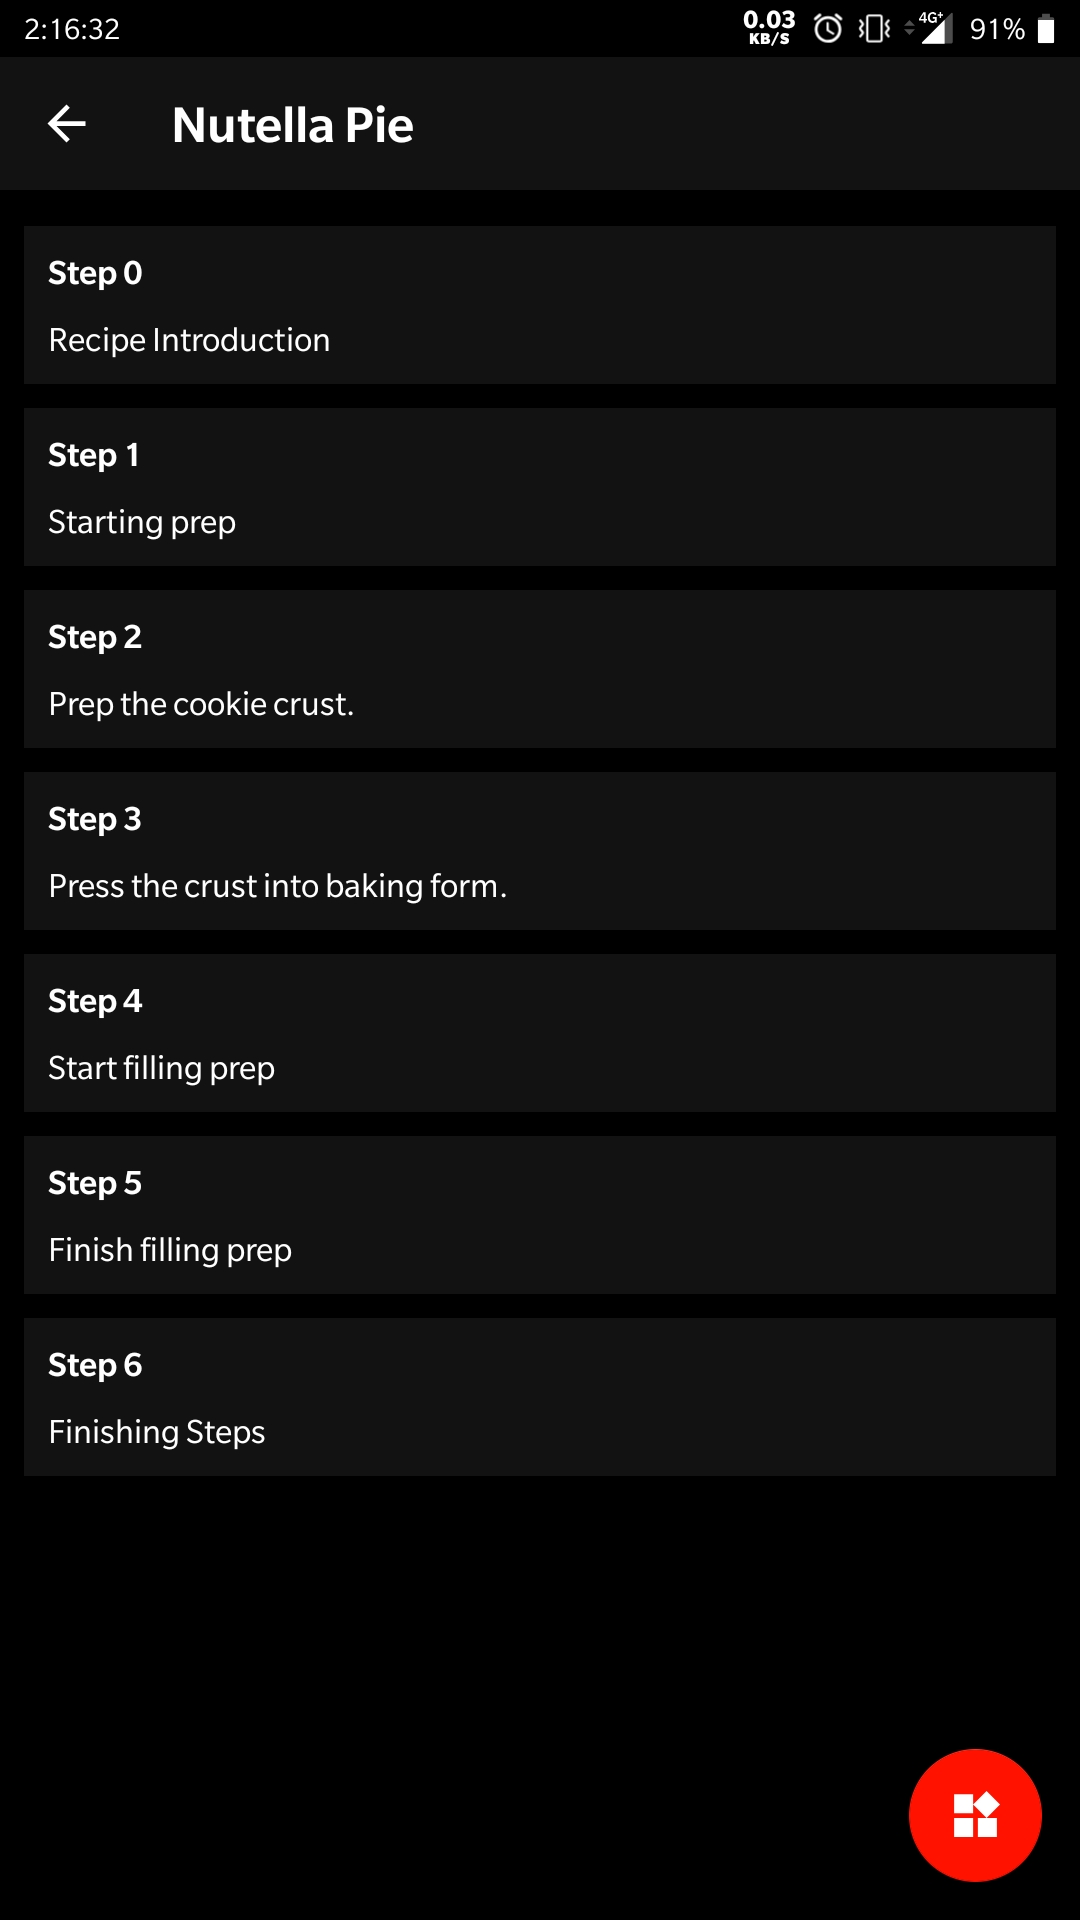 2:16:32
0.03
KB/S
4G+
91%
Nutella Pie
Step 0
Recipe Introduction
Step 1
Starting prep
Step 2
Prep the cookie crust.
Step 3
Press the crust into baking form.
Step 4
Start filling prep
Step 5
Finish filling prep
Step 6
Finishing Steps